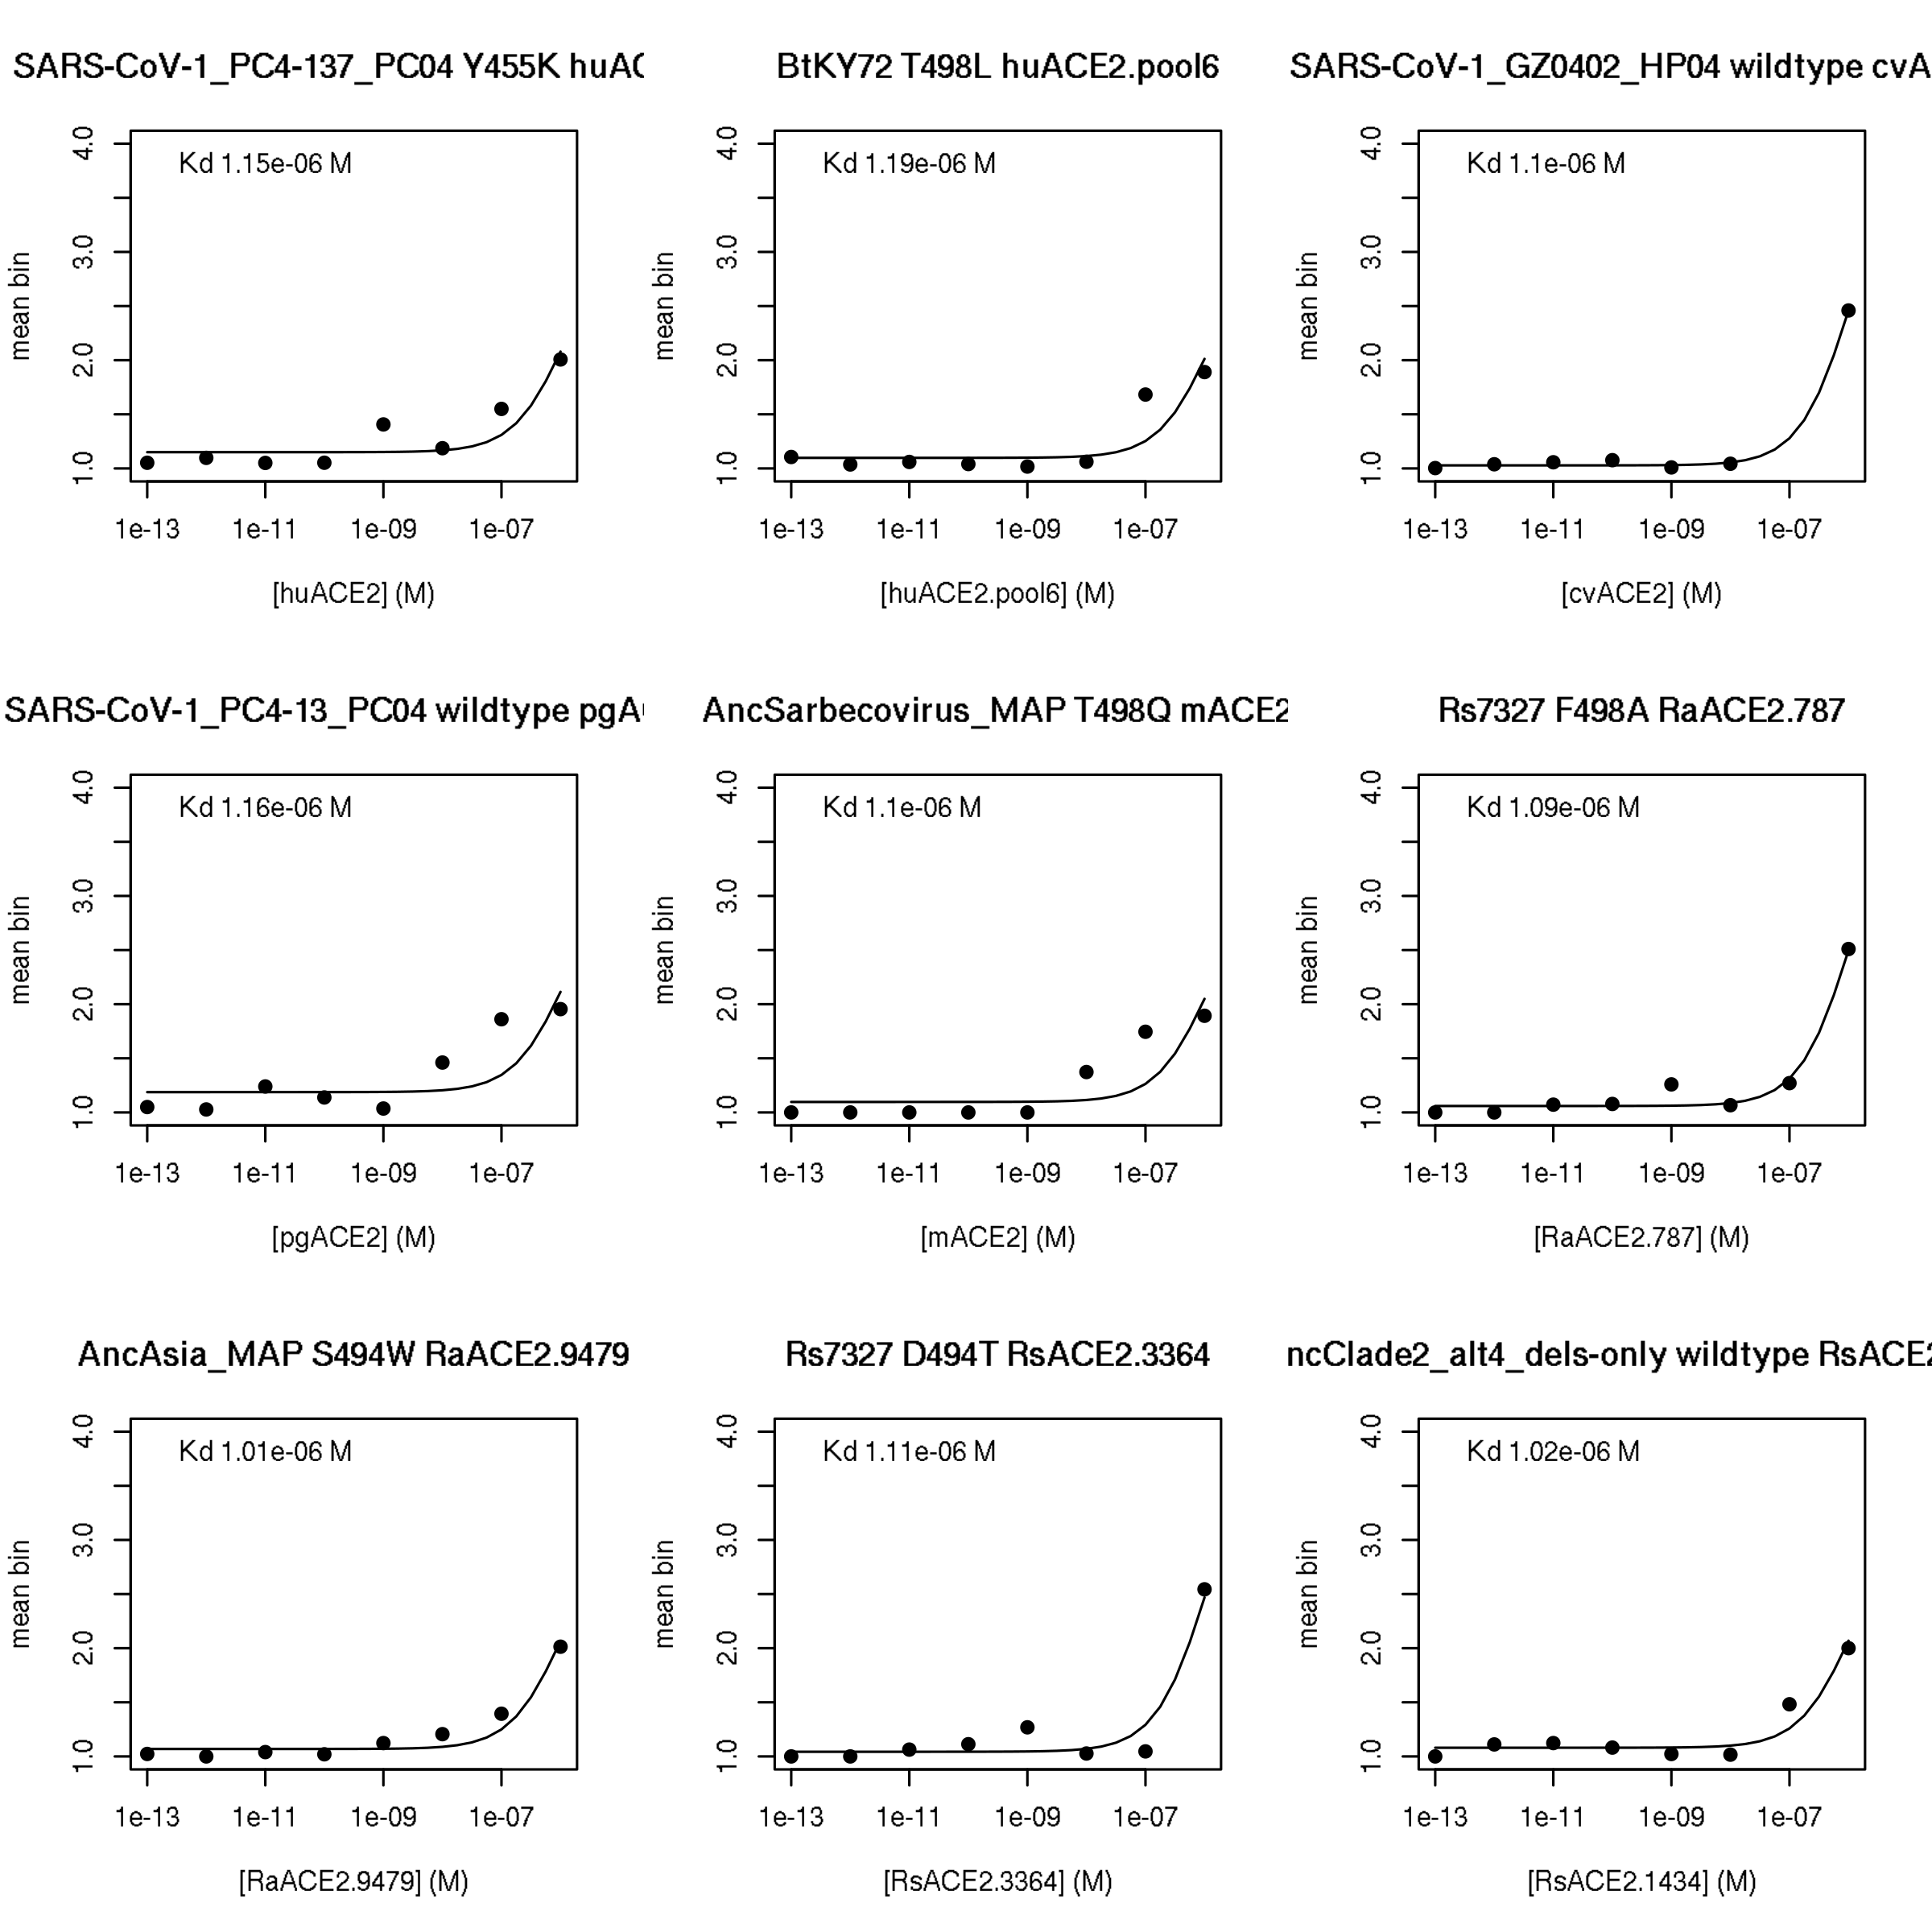 SARS-CoV-1_PC4-137_PC04 Y455K huAC
Kd 1.15e-06 M
mean bin
1.0 2.0 3.0 4.0
1e-13 1e-11 1e-09 1e-07
[huACE2] (M)
BtKY72 T498L huACE2.pool6
Kd 1.19e-06 M
mean bin
1.0 2.0 3.0 4.0
1e-13 1e-11 1e-09 1e-07
[huACE2.pool6] (M)
SARS-CoV-1_GZ0402_HP04 wildtype cvA
Kd 1.1e-06 M
mean bin
1.0 2.0 3.0 4.0
1e-13 1e-11 1e-09 1e-07
[cvACE2] (M)
SARS-CoV-1_PC4-13_PC04 wildtype pgA
Kd 1.16e-06 M
mean bin
1.0 2.0 3.0 4.0
1e-13 1e-11 1e-09 1e-07
[pgACE2] (M)
AncSarbecovirus_MAP T498Q mACE2
Kd 1.1e-06 M
mean bin
1.0 2.0 3.0 4.0
1e-13 1e-11 1e-09 1e-07
[mACE2] (M)
Rs7327 F498A RaACE2.787
Kd 1.09e-06 M
mean bin
1.0 2.0 3.0 4.0
1e-13 1e-11 1e-09 1e-07
[RaACE2.787] (M)
AncAsia_MAP S494W RaACE2.9479
Kd 1.01e-06 M
mean bin
1.0 2.0 3.0 4.0
1e-13 1e-11 1e-09 1e-07
[RaACE2.9479] (M)
Rs7327 D494T RsACE2.3364
Kd 1.11e-06 M
mean bin
1.0 2.0 3.0 4.0
1e-13 1e-11 1e-09 1e-07
[RsACE2.3364] (M)
ncClade2_alt4_dels-only wildtype RsACE2
Kd 1.02e-06 M
mean bin
1.0 2.0 3.0 4.0
1e-13 1e-11 1e-09 1e-07
[RsACE2.1434] (M)